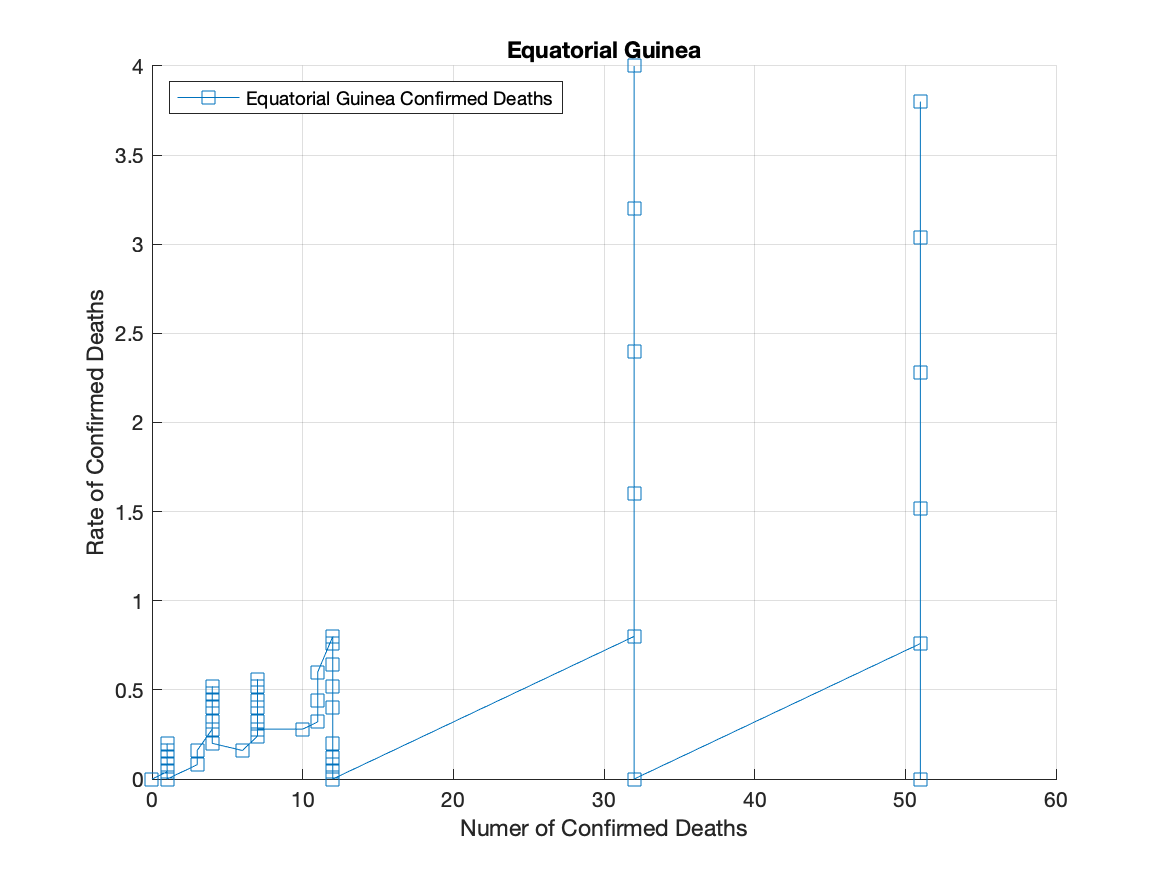 Equatorial Guinea
Equatorial Guinea Confirmed Deaths
4
3.5
3
2.5
2
1.5
1
0.5
0
Rate of Confirmed Deaths
0 10 20 30 40 50 60
Numer of Confirmed Deaths